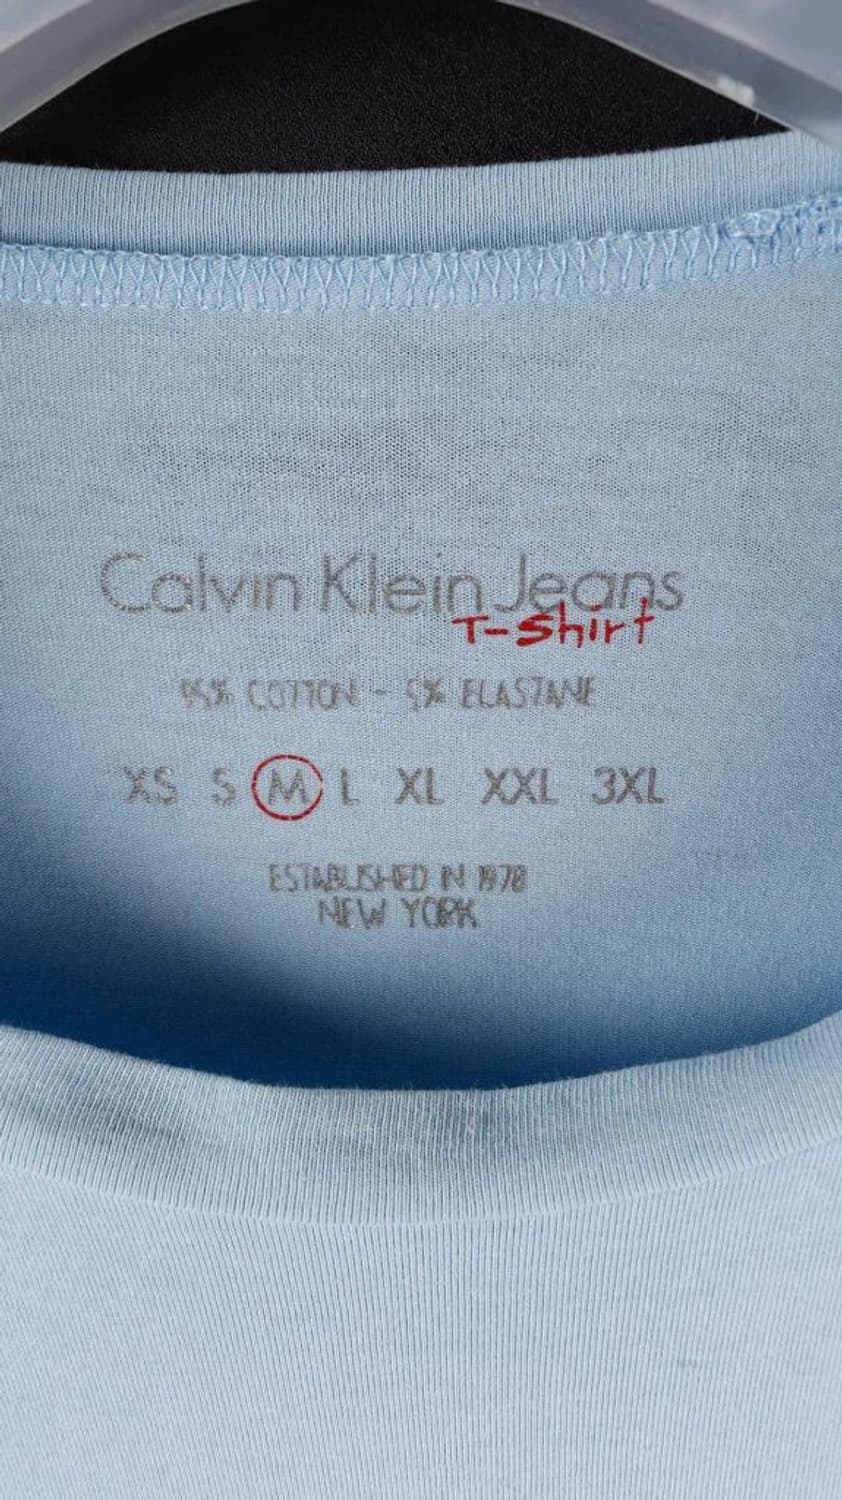 Calvin Klein Jeans
T-Shirt
95% COTTON - 5% ELASTANE
XS S M L XL XXL 3XL
ESTABLISHED IN 1978
NEW YORK